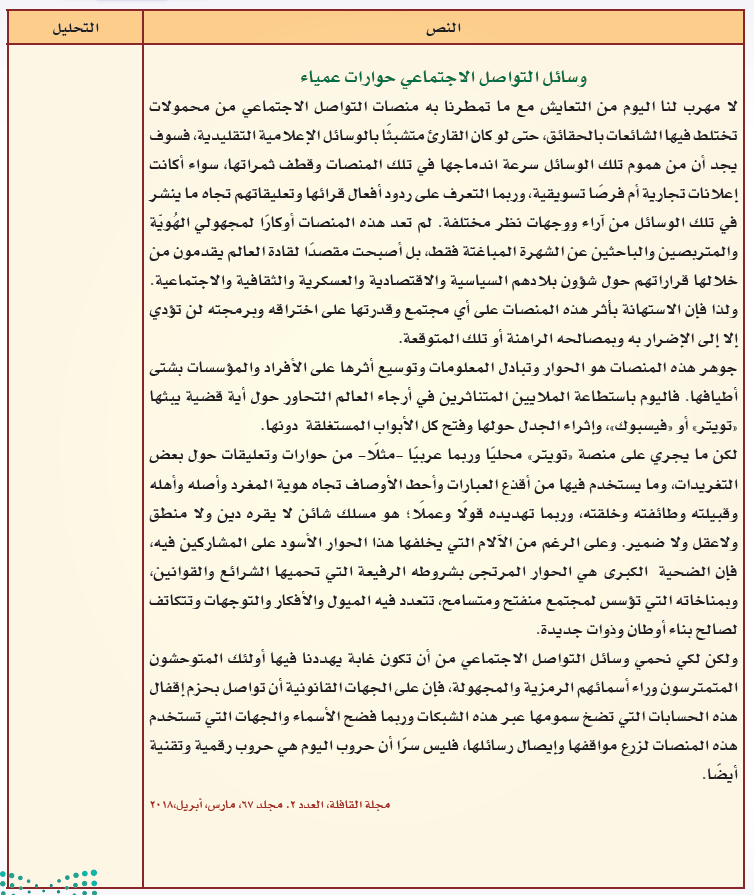 النص
التحليل
وسائل التواصل الاجتماعي حوارات عمياء
لا مهرب لنا اليوم من التعايش مع ما تمطرنا به منصات التواصل الاجتماعي من محمولات
تختلط فيها الشائعات بالحقائق، حتى لو كان القارئ متشبثًا بالوسائل الإعلامية التقليدية، فسوف
يجد أن من هموم تلك الوسائل سرعة اندماجها في تلك المنصات وقطف ثمراتها، سواء أكانت
إعلانات تجارية أم فرصًا تسويقية، وربما التعرف على ردود أفعال قرائها وتعليقاتهم تجاه ما ينشر
في تلك الوسائل من آراء ووجهات نظر مختلفة. لم تعد هذه المنصات أوكارًا لمجهولي الهُويّة
والمتربصين والباحثين عن الشهرة المباغتة فقط، بل أصبحت مقصدًا لقادة العالم يقدمون من
خلالها قراراتهم حول شؤون بلادهم السياسية والاقتصادية والعسكرية والثقافية والاجتماعية.
ولذا فإن الاستهانة بأثر هذه المنصات على أي مجتمع وقدرتها على اختراقه وبرمجته لن تؤدي
إلا إلى الإضرار به وبمصالحه الراهنة أو تلك المتوقعة.
جوهر هذه المنصات هو الحوار وتبادل المعلومات وتوسيع أثرها على الأفراد والمؤسسات بشتى
أطيافها. فاليوم باستطاعة الملايين المتناثرين في أرجاء العالم التحاور حول أية قضية يبثها
«تويتر» أو «فيسبوك»، وإثراء الجدل حولها وفتح كل الأبواب المستغلقة دونها.
لكن ما يجري على منصة «تويتر» محليًا وربما عربيًا -مثلًا- من حوارات وتعليقات حول بعض
التغريدات، وما يستخدم فيها من أقذع العبارات وأحط الأوصاف تجاه هوية المغرد وأصله وأهله
وقبيلته وطائفته وخلقته، وربما تهديده قولًا وعملًا؛ هو مسلك شائن لا يقره دين ولا منطق
ولاعقل ولا ضمير. وعلى الرغم من الآلام التي يخلفها هذا الحوار الأسود على المشاركين فيه،
فإن الضحية الكبرى هي الحوار المرتجى بشروطه الرفيعة التي تحميها الشرائع والقوانين،
وبمناخاته التي تؤسس لمجتمع منفتح ومتسامح، تتعدد فيه الميول والأفكار والتوجهات وتتكاتف
لصالح بناء أوطان وذوات جديدة.
ولكن لكي نحمي وسائل التواصل الاجتماعي من أن تكون غابة يهددنا فيها أولئك المتوحشون
المتمترسون وراء أسمائهم الرمزية والمجهولة، فإن على الجهات القانونية أن تواصل بحزم إقفال
هذه الحسابات التي تضخ سمومها عبر هذه الشبكات وربما فضح الأسماء والجهات التي تستخدم
هذه المنصات لزرع مواقفها وإيصال رسائلها، فليس سرًا أن حروب اليوم هي حروب رقمية وتقنية
أيضًا.
مجلة القافلة، العدد ٢. مجلد ٦٧، مارس، أبريل،٢٠١٨